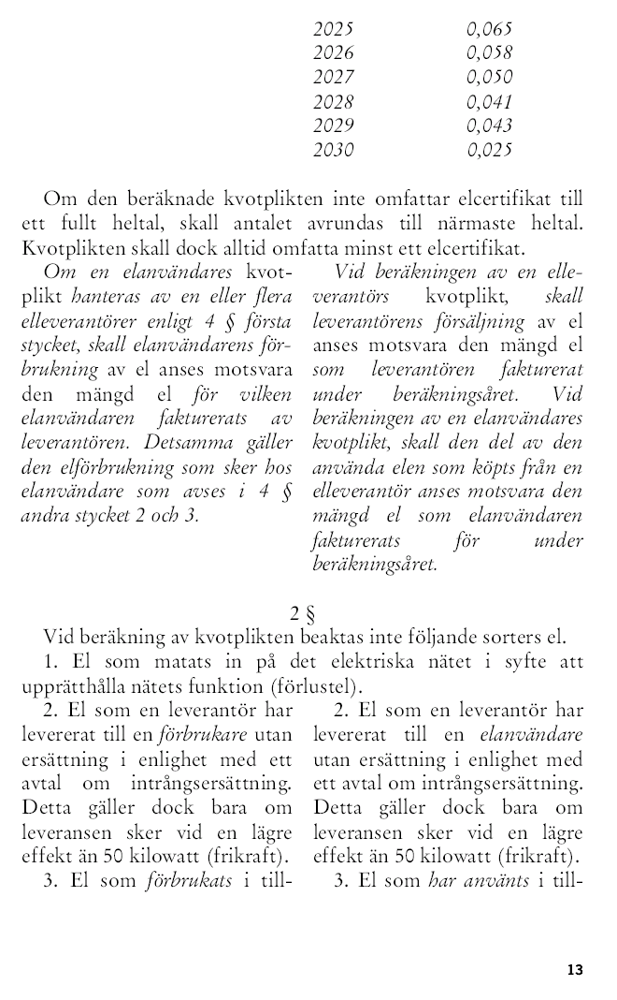 2025 0,065
2026 0,058
2027 0,050
2028 0,041
2029 0,043
2030 0,025
Om den beräknade kvotplikten inte omfattar elcertifikat till
ett fullt heltal, skall antalet avrundas till närmaste heltal.
Kvotplikten skall dock alltid omfatta minst ett elcertifikat.
Om en elanvändares kvot-
plikt hanteras av en eller flera
elleverantörer enligt 4 § första
stycket, skall elanvändarens för-
brukning av el anses motsvara
den mängd el för vilken
elanvändaren fakturerats av
leverantören. Detsamma gäller
den elförbrukning som sker hos
elanvändare som avses i 4 §
andra stycket 2 och 3.
Vid beräkningen av en elle-
verantörs kvotplikt, skall
leverantörens försäljning av el
anses motsvara den mängd el
som leverantören fakturerat
under beräkningsåret. Vid
beräkningen av en elanvändares
kvotplikt, skall den del av den
använda elen som köpts från en
elleverantör anses motsvara den
mängd el som elanvändaren
fakturerats för under
beräkningsåret.
2 §
Vid beräkning av kvotplikten beaktas inte följande sorters el.
1. El som matats in på det elektriska nätet i syfte att
upprätthålla nätets funktion (förlustel).
2. El som en leverantör har
levererat till en förbrukare utan
ersättning i enlighet med ett
avtal om intrångsersättning.
Detta gäller dock bara om
leveransen sker vid en lägre
effekt än 50 kilowatt (frikraft).
3. El som förbrukats i till-
2. El som en leverantör har
levererat till en elanvändare
utan ersättning i enlighet med
ett avtal om intrångsersättning.
Detta gäller dock bara om
leveransen sker vid en lägre
effekt än 50 kilowatt (frikraft).
3. El som har använts i till-
13